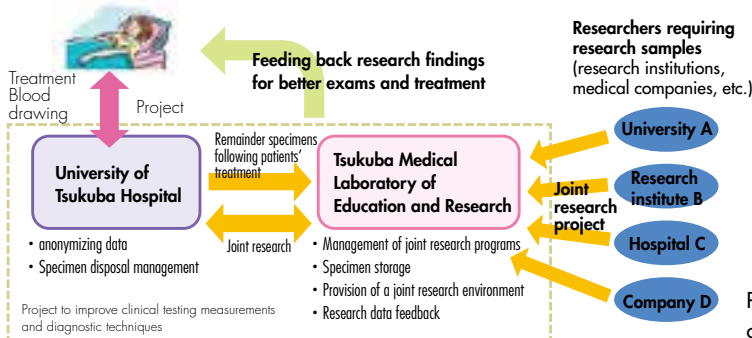 Treatment
Blood
drawing
Project
Feeding back research findings
for better exams and treatment
Researchers requiring
research samples
(research institutions,
medical companies, etc.)
University of
Tsukuba Hospital
Remainder specimens
following patients'
treatment
Joint research
Tsukuba Medical
Laboratory of
Education and Research
Joint
research
project
University A
Research
institute B
Hospital C
Company D
• anonymizing data
• Specimen disposal management
• Management of joint research programs
• Specimen storage
• Provision of a joint research environment
• Research data feedback
Project to improve clinical testing measurements
and diagnostic techniques